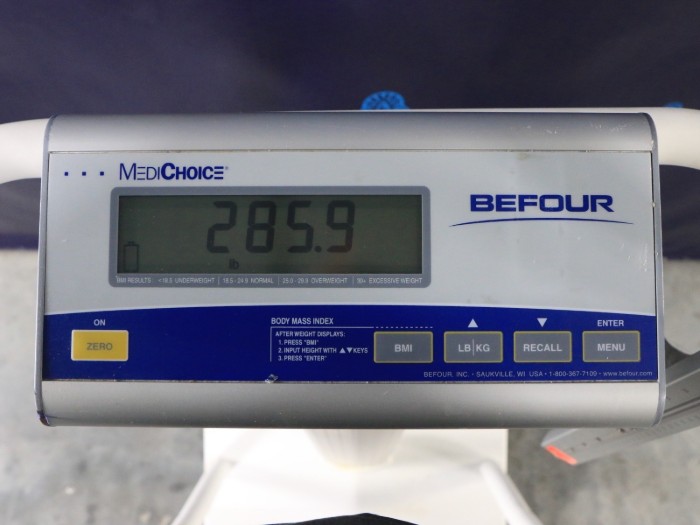 MEDICHOICE®
BEFOUR
285.9
lb
BMI RESULTS: <18.5 UNDERWEIGHT | 18.5 - 24.9 NORMAL | 25.0 - 29.9 OVERWEIGHT | 30+ EXCESSIVE WEIGHT
ON
ZERO
BODY MASS INDEX
AFTER WEIGHT DISPLAYS:
1. PRESS "BMI"
2. INPUT HEIGHT WITH ▲▼KEYS
3. PRESS "ENTER"
BMI
▲
LB|KG
▼
RECALL
ENTER
MENU
BEFOUR, INC. • SAUKVILLE, WI USA • 1-800-367-7109 • www.befour.com